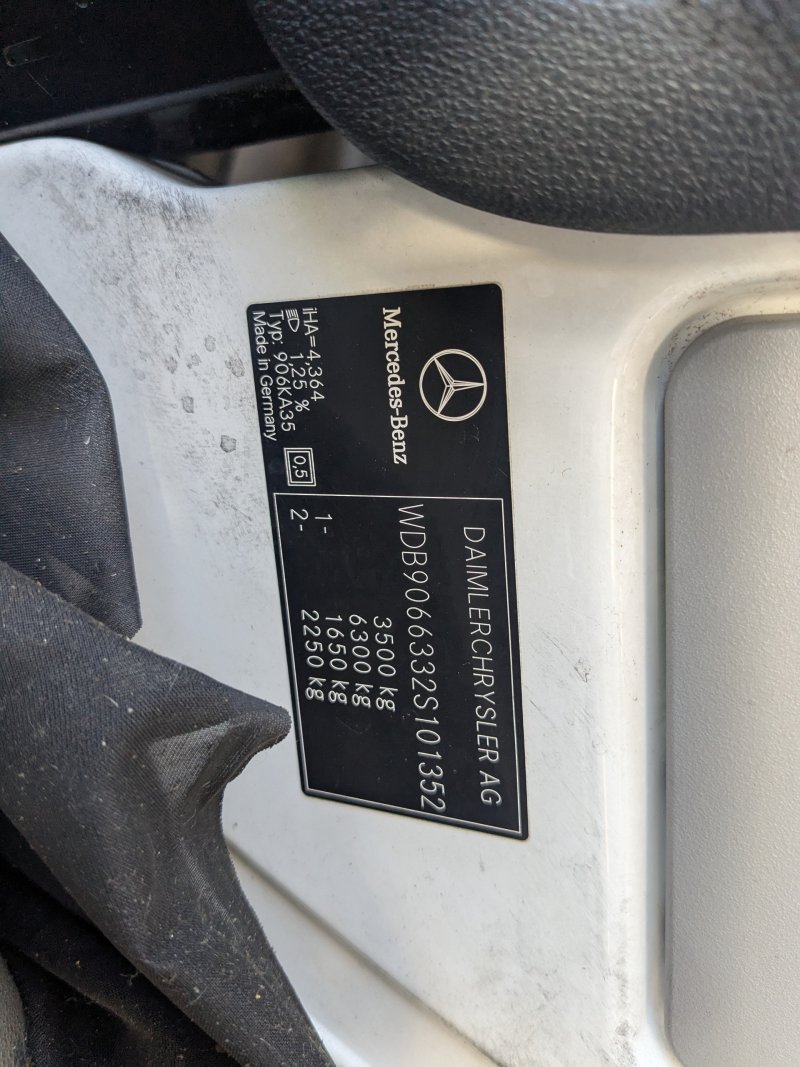 Mercedes-Benz
iHA=4,364
1,25 %
Typ: 906KA35
Made in Germany
0,5
DAIMLERCHRYSLER AG
WDB9066332S101352
3500 kg
6300 kg
1- 1650 kg
2- 2250 kg